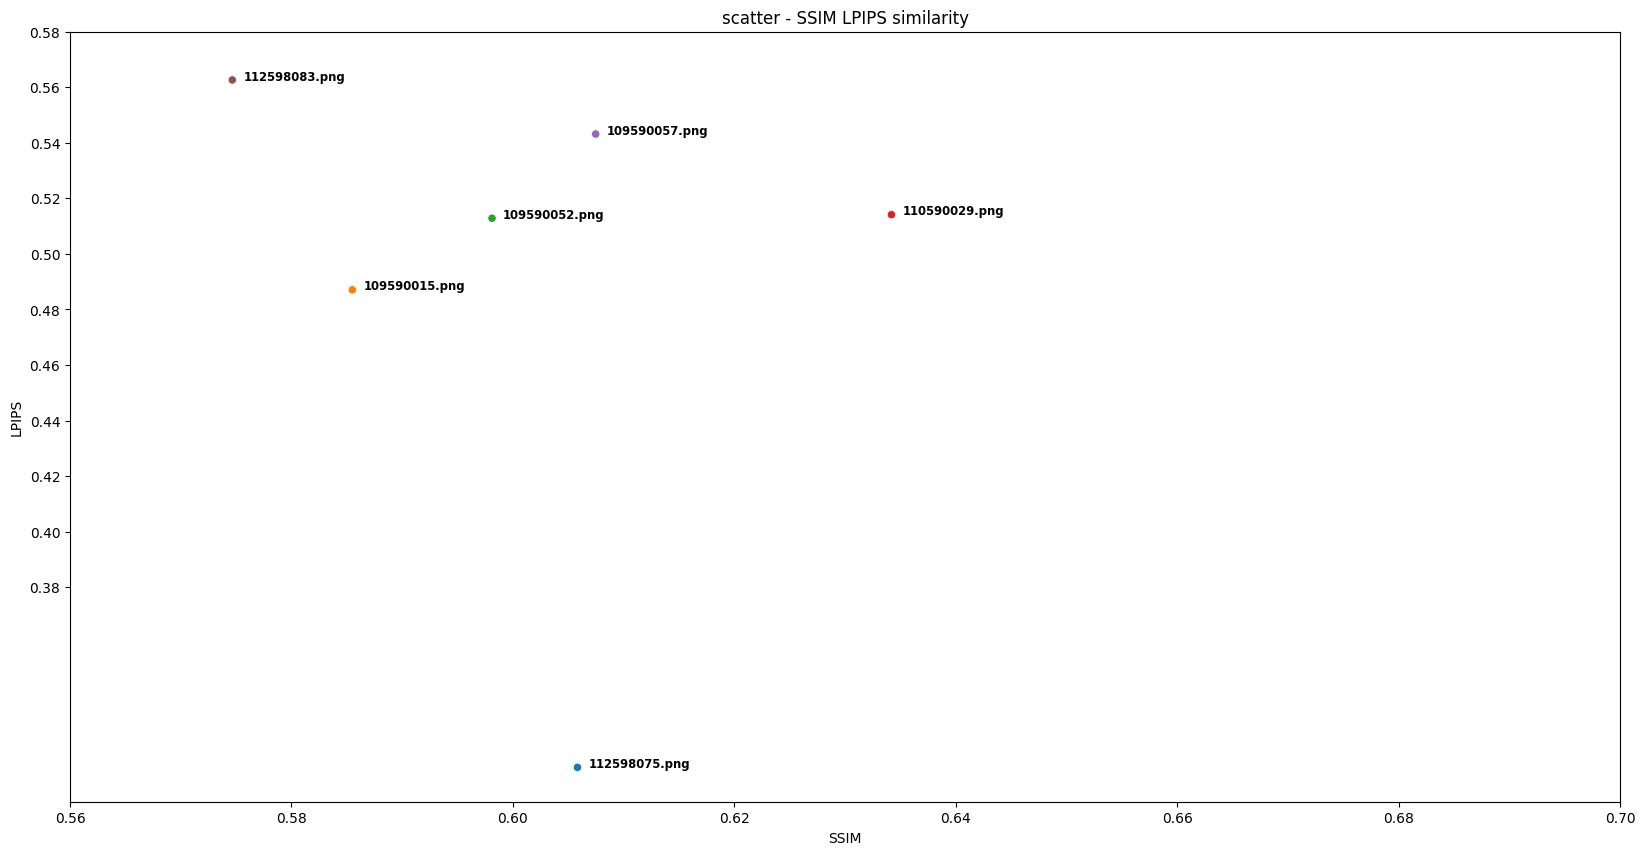 scatter - SSIM LPIPS similarity
0.58
0.56
0.54
0.52
0.50
0.48
0.46
0.44
0.42
0.40
0.38
LPIPS
112598083.png
109590057.png
109590052.png
110590029.png
109590015.png
112598075.png
0.56 0.58 0.60 0.62 0.64 0.66 0.68 0.70
SSIM